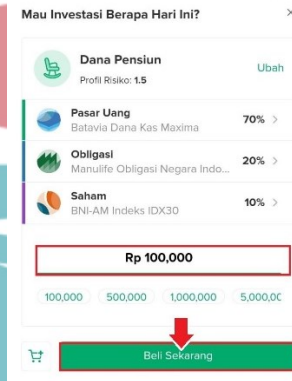 Mau Investasi Berapa Hari Ini?
Dana Pensiun
Profil Risiko: 1.5
Ubah
Pasar Uang
Batavia Dana Kas Maxima
70%
Obligasi
Manulife Obligasi Negara Indo...
20%
Saham
BNI-AM Indeks IDX30
10%
Rp 100,000
100,000 500,000 1,000,000 5,000,0C
Beli Sekarang